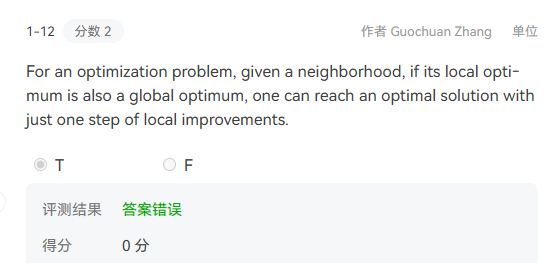 1-12 分数 2 作者 Guochuan Zhang 单位
For an optimization problem, given a neighborhood, if its local opti-
mum is also a global optimum, one can reach an optimal solution with
just one step of local improvements.
T F
评测结果 答案错误
得分 0 分